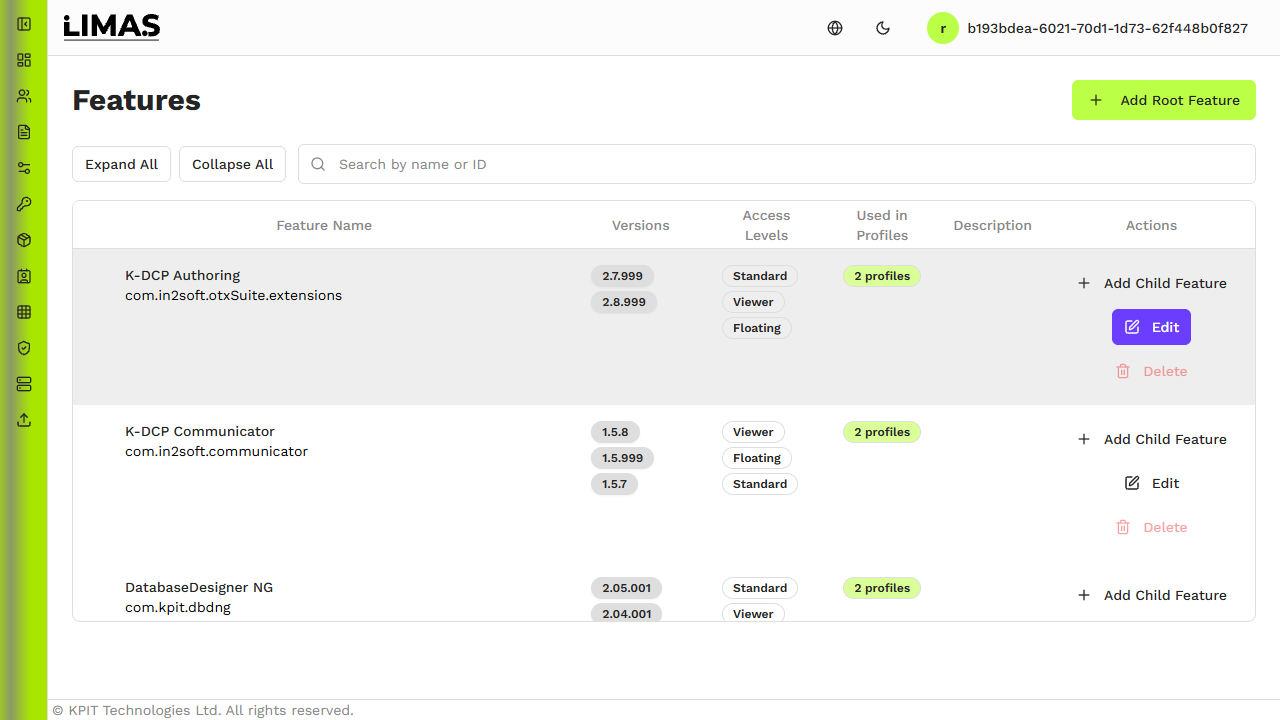 LIMAS
r
b193bdea-6021-70d1-1d73-62f448b0f827
Features
Add Root Feature
Expand All
Collapse All
Search by name or ID
Feature Name
Versions
Access
Levels
Used in
Profiles
Description
Actions
K-DCP Authoring
com.in2soft.otxSuite.extensions
2.7.999
2.8.999
Standard
Viewer
Floating
2 profiles
Add Child Feature
Edit
Delete
K-DCP Communicator
com.in2soft.communicator
1.5.8
1.5.999
1.5.7
Viewer
Floating
Standard
2 profiles
Add Child Feature
Edit
Delete
DatabaseDesigner NG
com.kpit.dbdng
2.05.001
2.04.001
Standard
Viewer
2 profiles
Add Child Feature
© KPIT Technologies Ltd. All rights reserved.